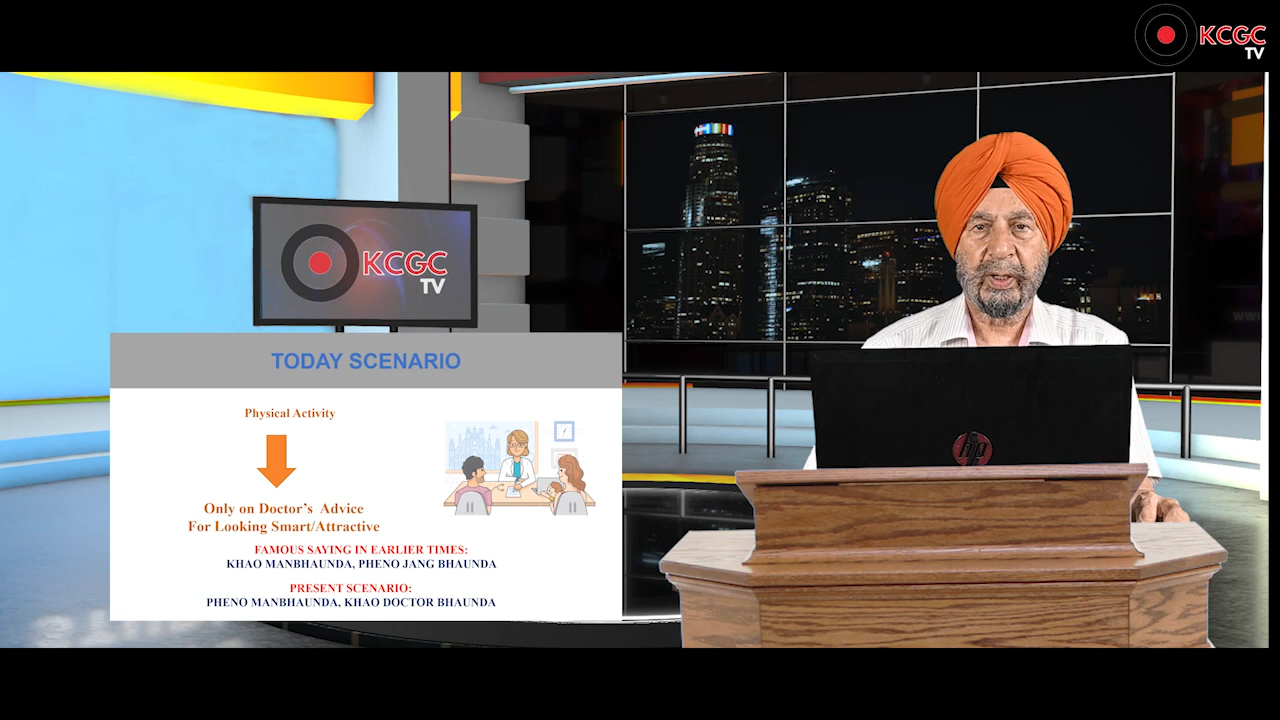 KCGC
TV
KCGC
TV
TODAY SCENARIO
Physical Activity
Only on Doctor's Advice
For Looking Smart/Attractive
FAMOUS SAYING IN EARLIER TIMES:
KHAO MANBHAUNDA, PHENO JANG BHAUNDA
PRESENT SCENARIO:
PHENO MANBHAUNDA, KHAO DOCTOR BHAUNDA
hp